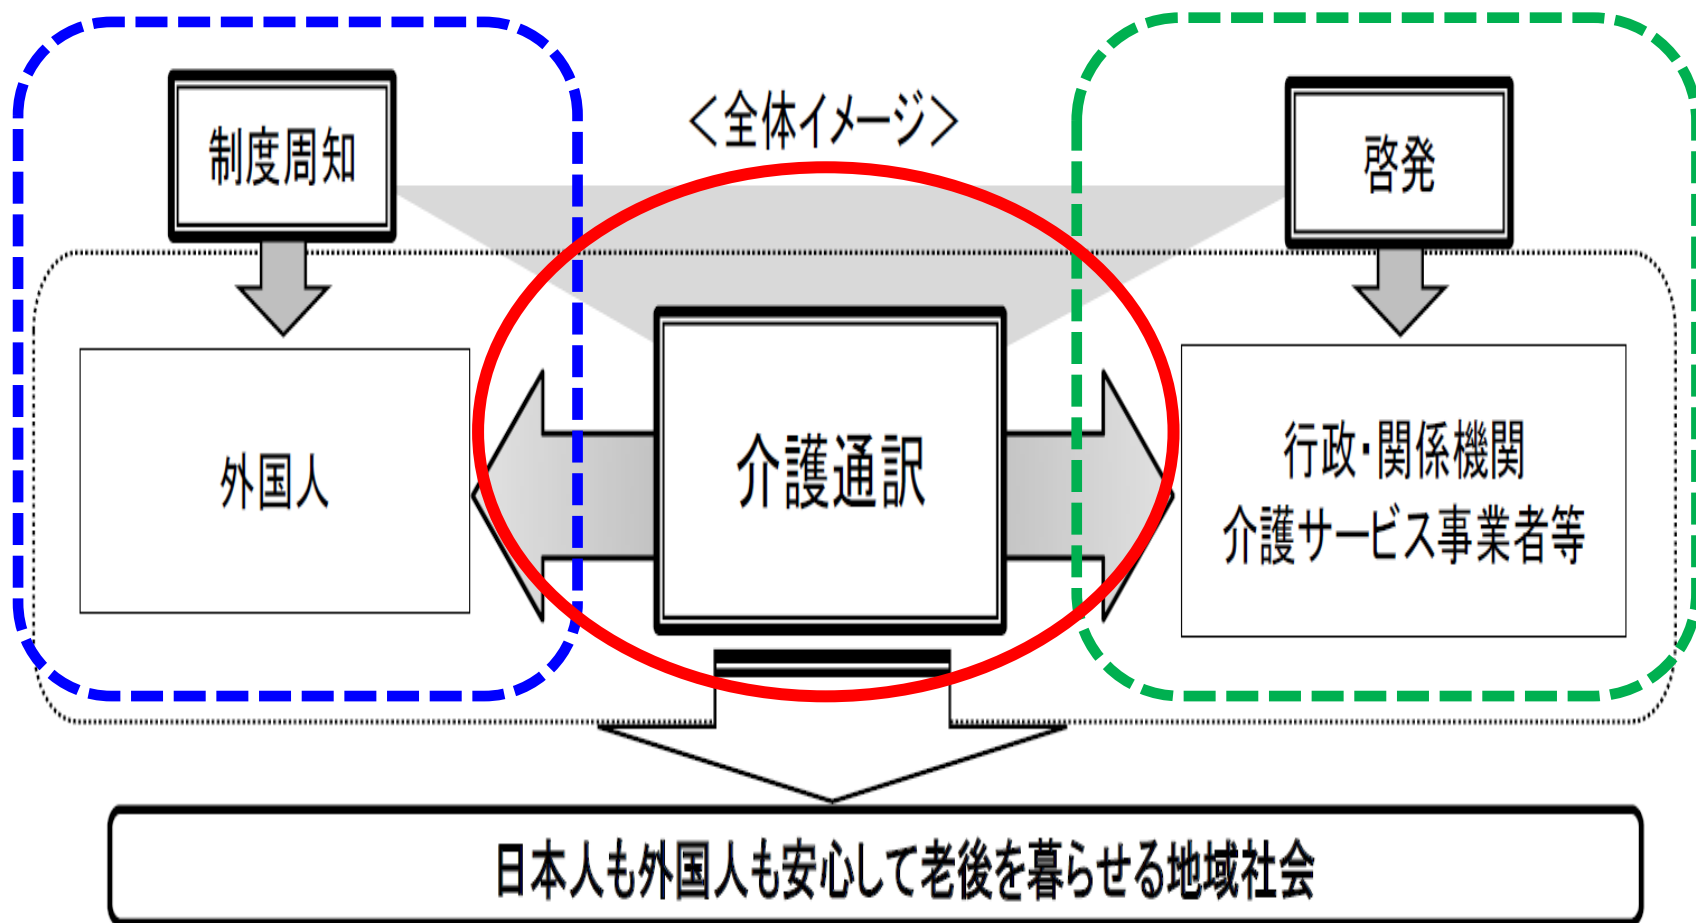 <全体イメージ>
制度周知
啓発
外国人
介護通訳
行政・関係機関
介護サービス事業者等
日本人も外国人も安心して老後を暮らせる地域社会